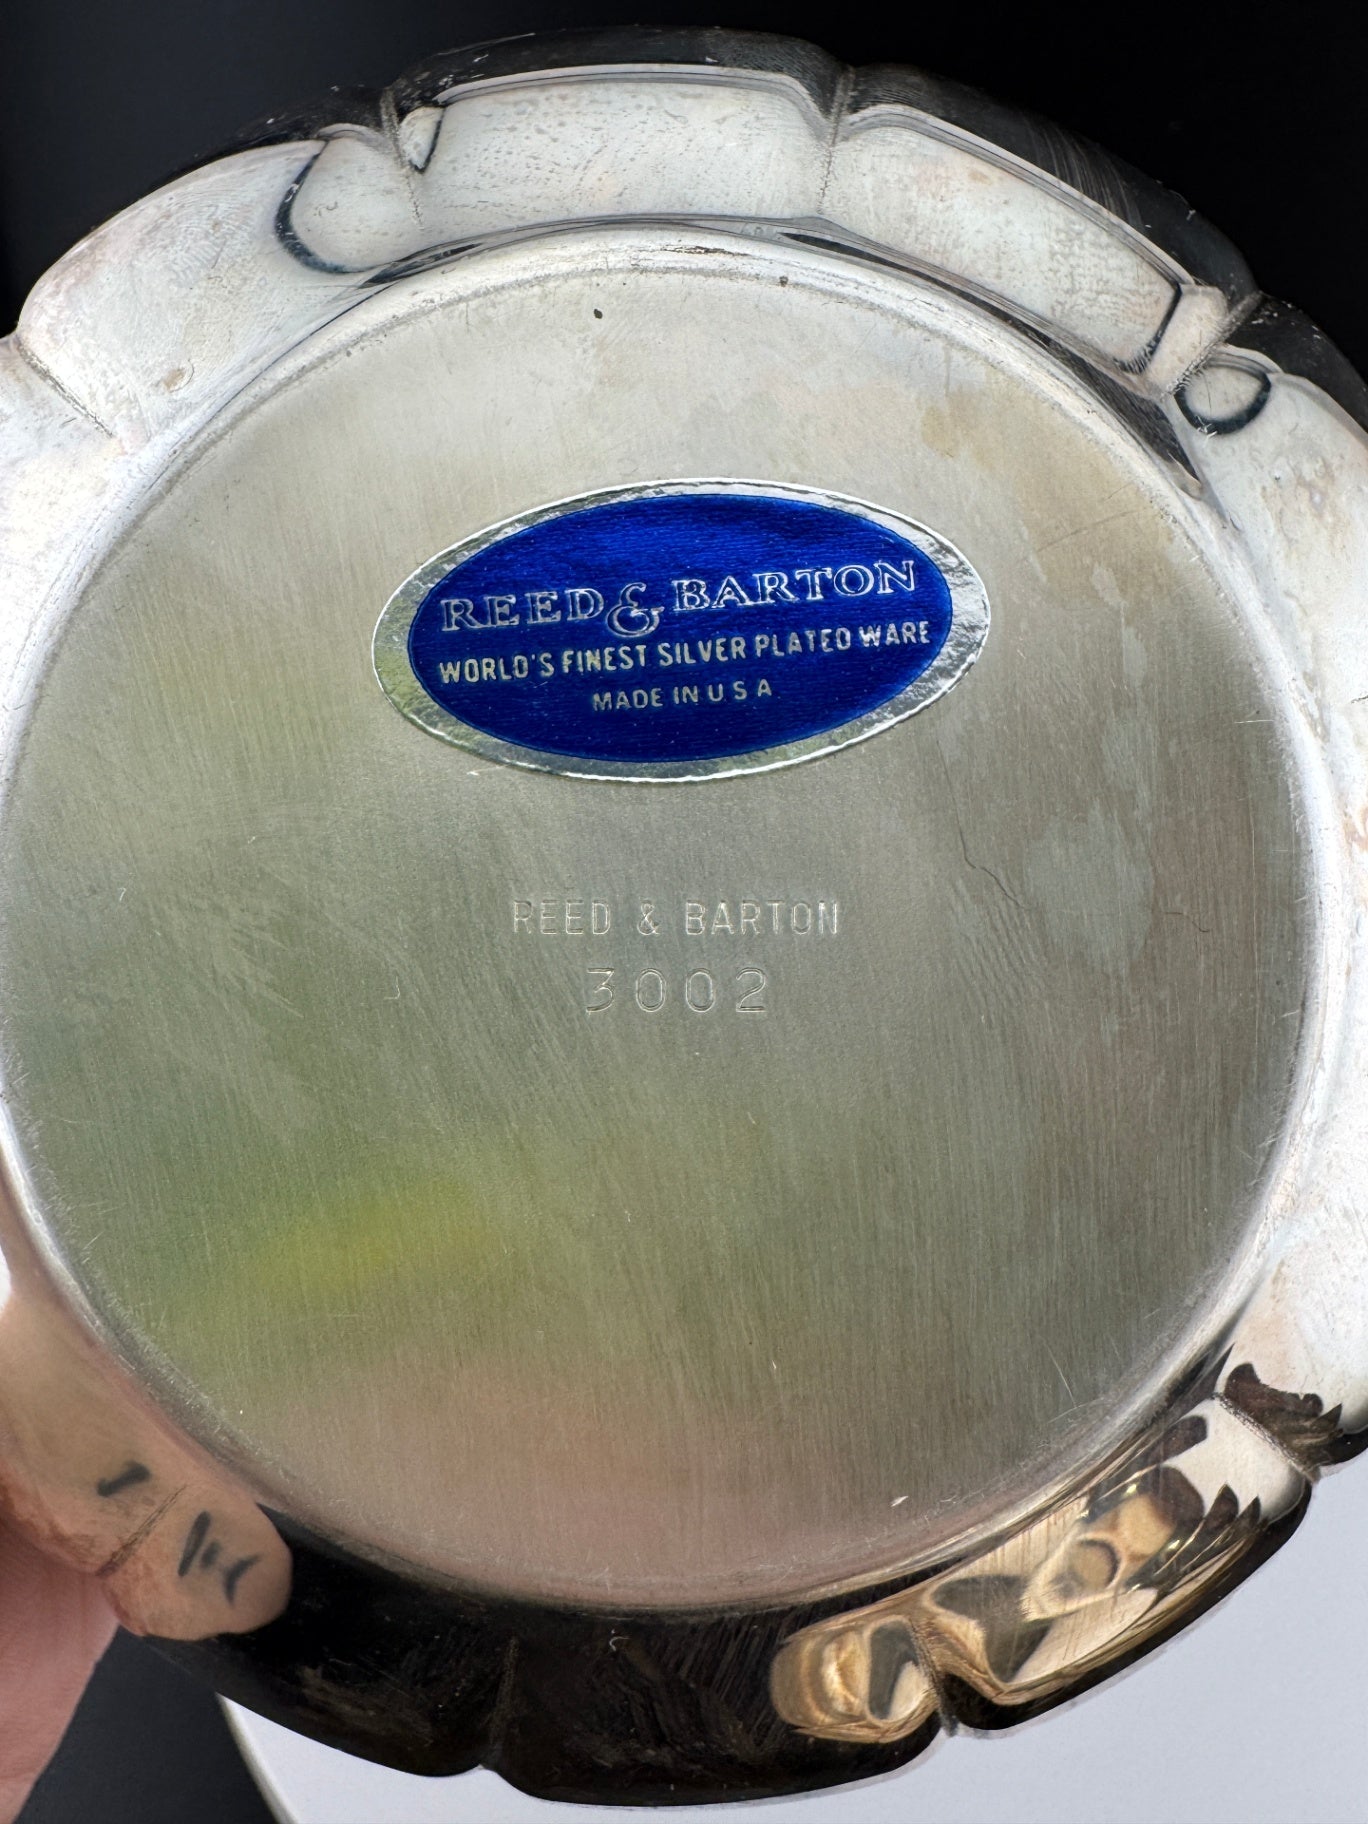 REED & BARTON
WORLD'S FINEST SILVER PLATED WARE
MADE IN U S A
REED & BARTON
3002